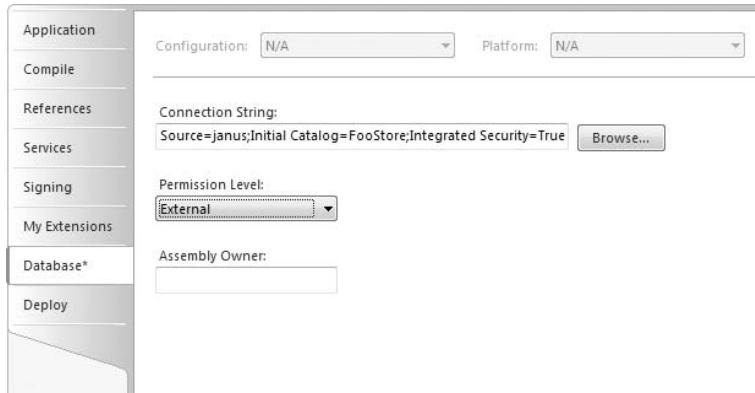 Application
Compile
References
Services
Signing
My Extensions
Database*
Deploy
Configuration: N/A Platform: N/A
Connection String:
Source=janus;Initial Catalog=FooStore;Integrated Security=True Browse...
Permission Level:
External
Assembly Owner: